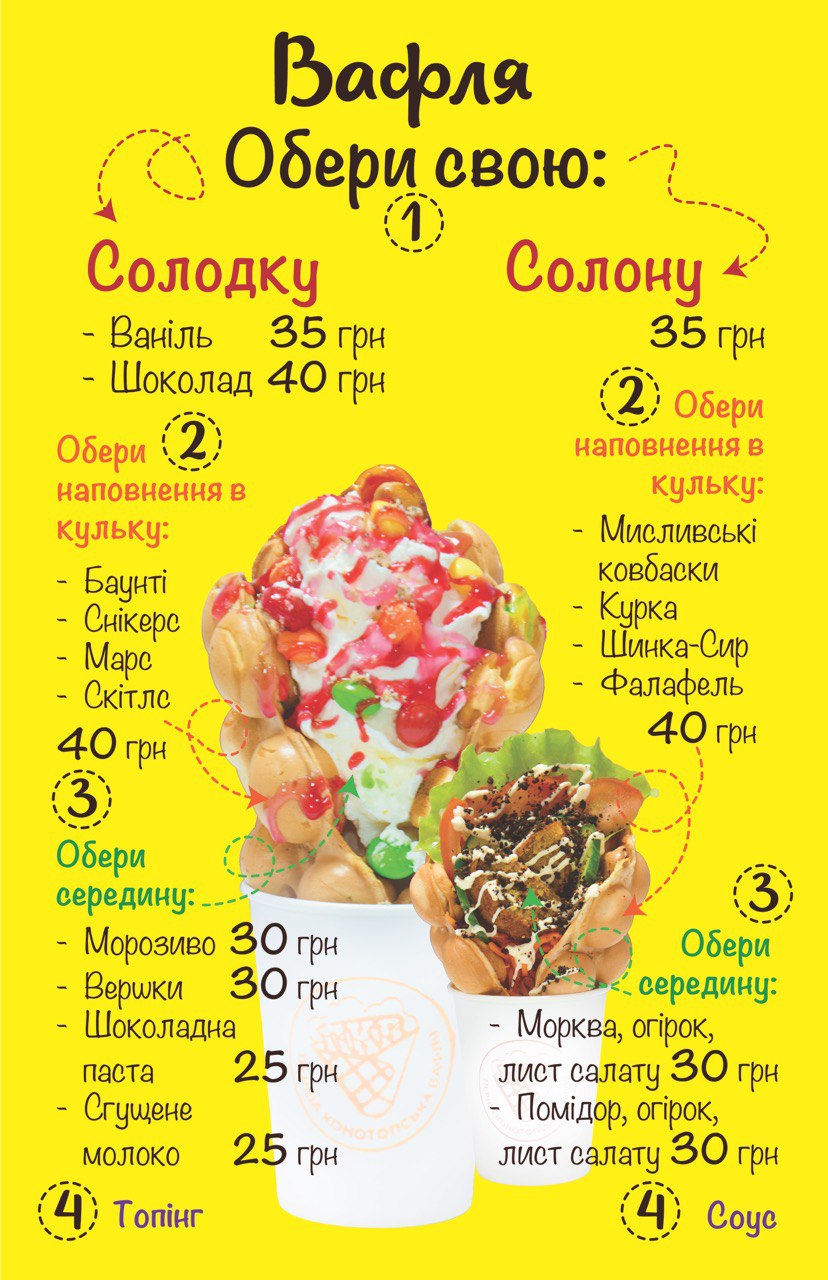 Вафля
Обери свою:
1
Солодку
- Ваніль 35 грн
- Шоколад 40 грн
2
Обери
наповнення в
кульку:
- Баунті
- Снікерс
- Марс
- Скітлс
40 грн
3
Обери
середину:
- Морозиво 30 грн
- Вершки 30 грн
- Шоколадна
паста 25 грн
- Сгущене
молоко 25 грн
4 Топінг
Солону
35 грн
2 Обери
наповнення в
кульку:
- Мисливські
ковбаски
- Курка
- Шинка-Сир
- Фалафель
40 грн
3
Обери
середину:
- Морква, огірок,
лист салату 30 грн
- Помідор, огірок,
лист салату 30 грн
4 Соус